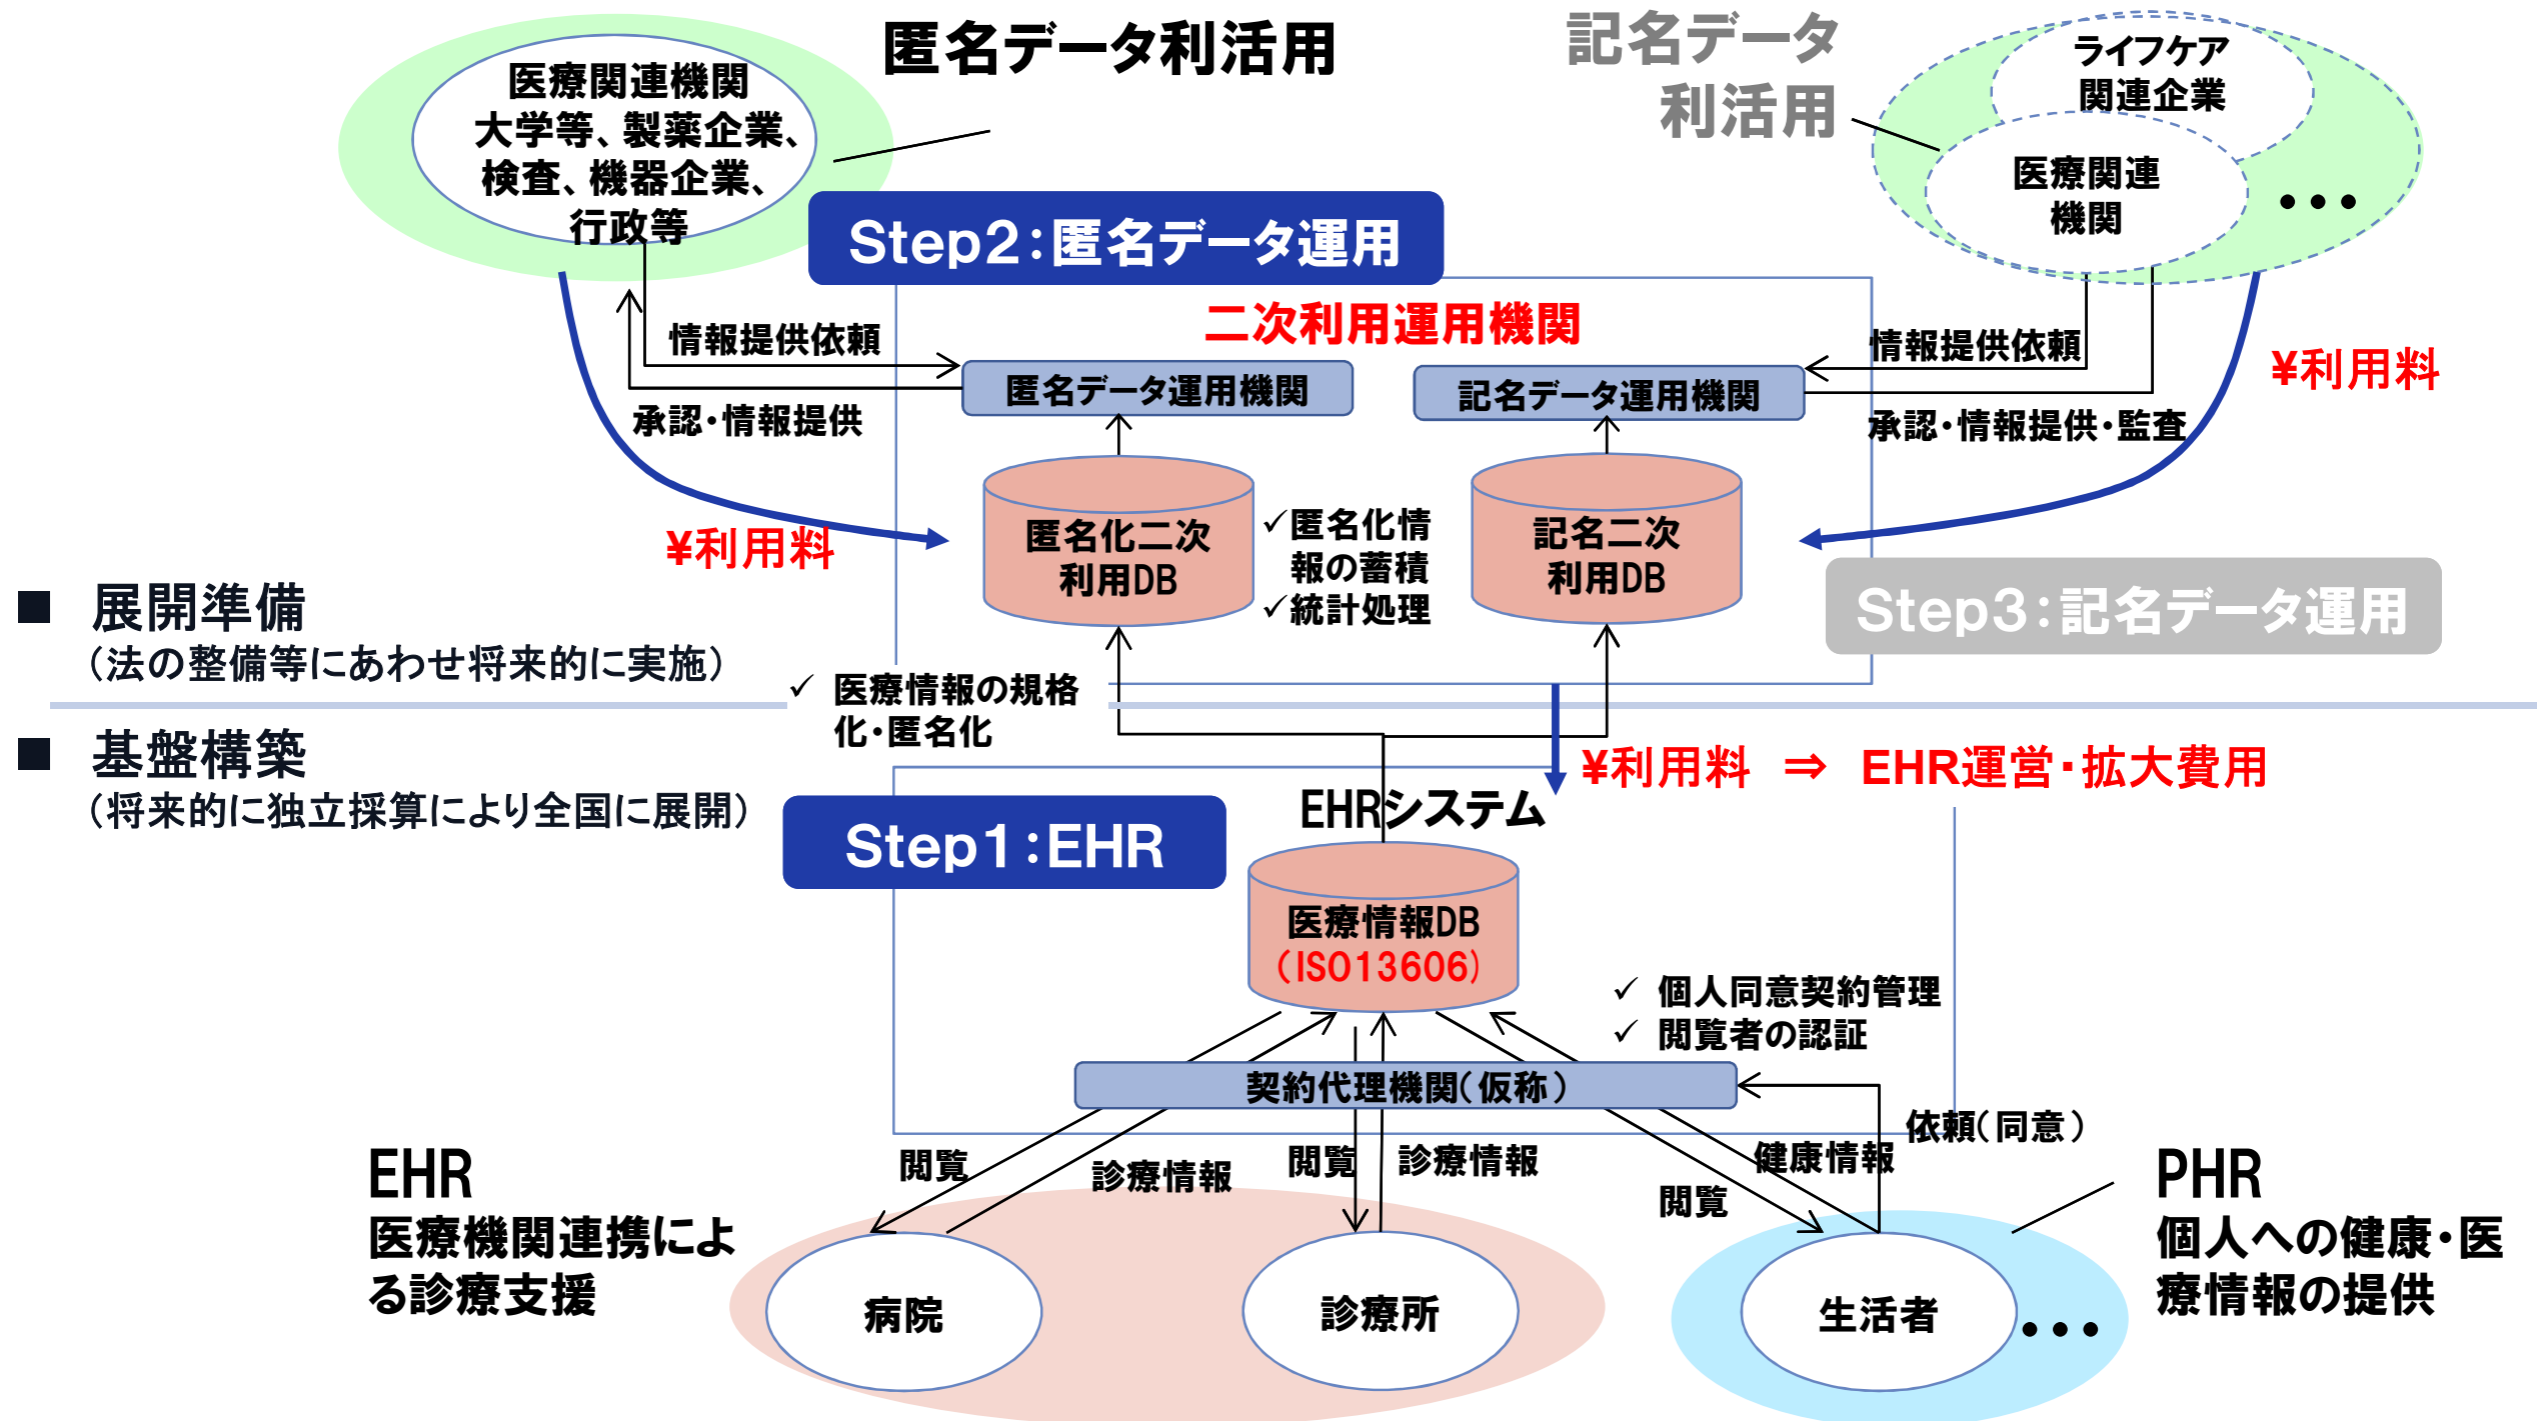 匿名データ利活用
記名データ
利活用
医療関連機関
大学等、製薬企業、
検査、機器企業、
行政等
ライフケア
関連企業
医療関連
機関
•••
Step2：匿名データ運用
二次利用運用機関
情報提供依頼
承認・情報提供
匿名データ運用機関
記名データ運用機関
情報提供依頼
承認・情報提供・監査
¥利用料
¥利用料
匿名化二次
利用DB
✓匿名化情
報の蓄積
✓統計処理
記名二次
利用DB
Step3：記名データ運用
■ 展開準備
（法の整備等にあわせ将来的に実施）
✓ 医療情報の規格
化・匿名化
■ 基盤構築
（将来的に独立採算により全国に展開）
¥利用料 ⇒ EHR運営・拡大費用
Step1：EHR
EHRシステム
医療情報DB
（ISO13606）
✓ 個人同意契約管理
✓ 閲覧者の認証
契約代理機関（仮称）
依頼（同意）
閲覧
診療情報
閲覧
診療情報
健康情報
閲覧
EHR
医療機関連携によ
る診療支援
PHR
個人への健康・医
療情報の提供
病院
診療所
生活者
•••